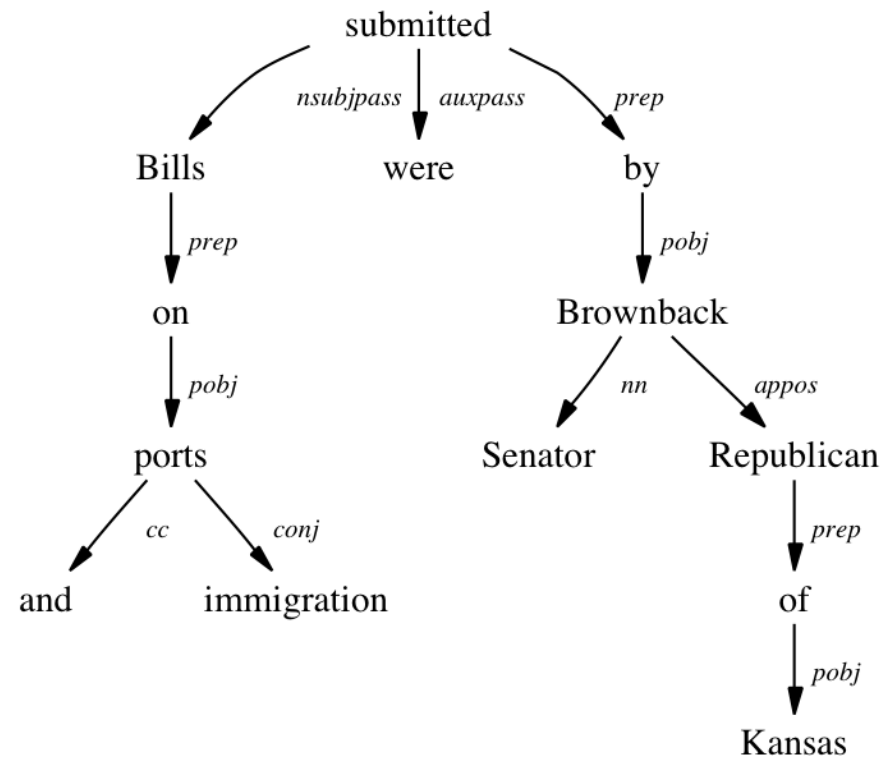 submitted
nsubjpass auxpass prep
Bills were by
prep pobj
on Brownback
pobj nn appos
ports Senator Republican
cc conj prep
and immigration of
pobj
Kansas